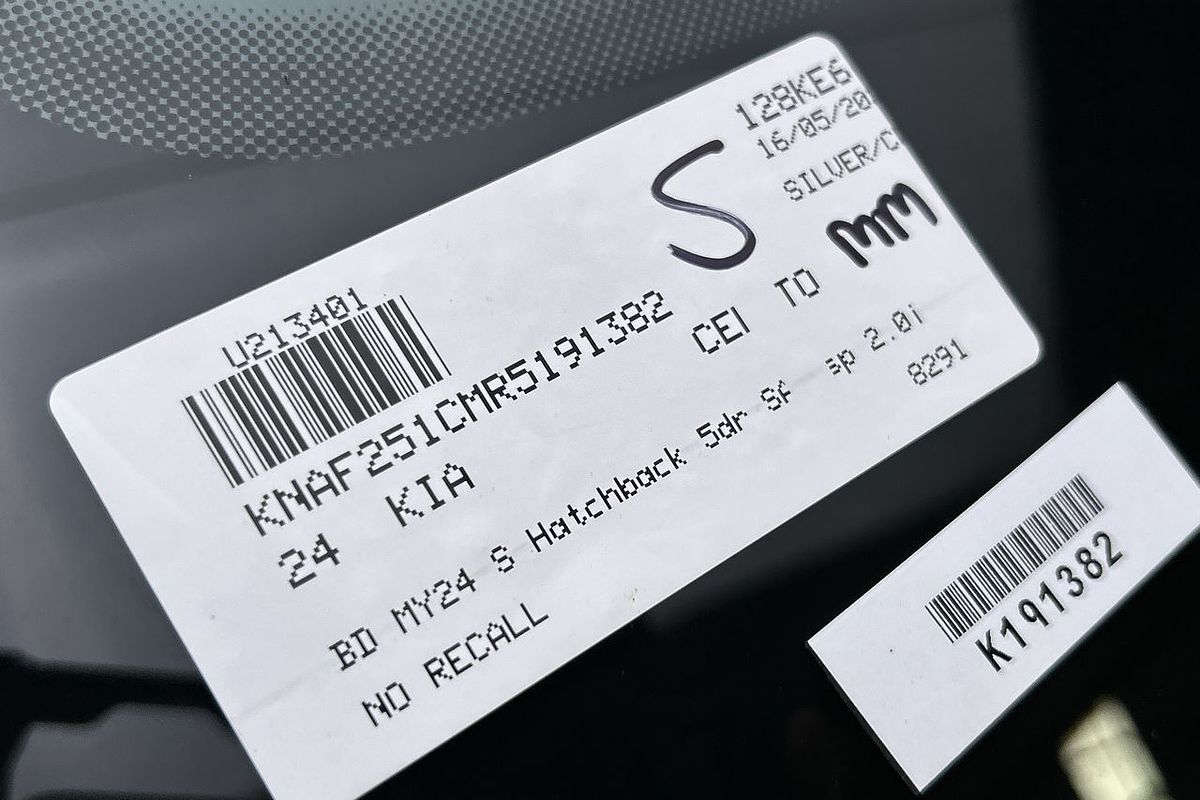 128KE6
16/05/20
SILVER/C
S
MM
U213401
KNAF251CMR5191382 CEI TO
24 KIA
BD MY24 S Hatchback 5dr Sf sp 2.0i
8291
NO RECALL
K191382